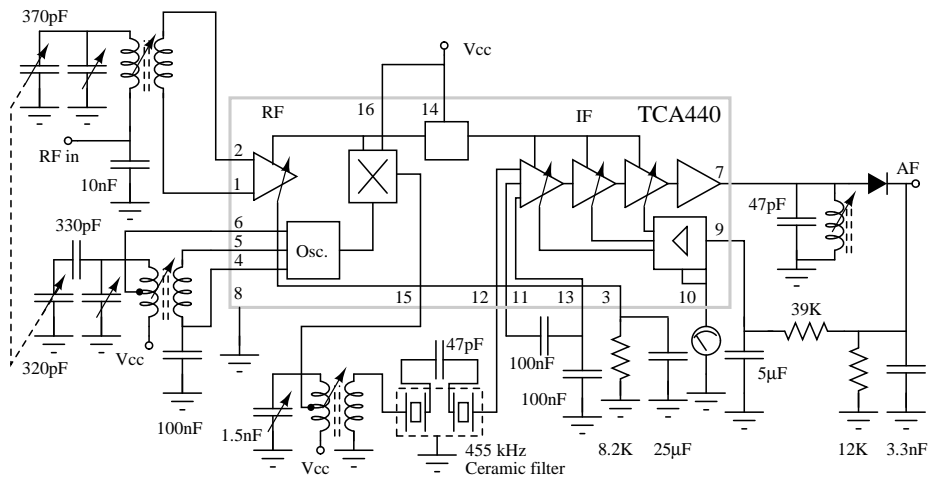 370pF
Vcc
RF
16
14
IF
TCA440
RF in
10nF
2
1
7
AF
47pF
330pF
6
5
4
Osc.
9
8
15
12
11
13
3
10
39K
320pF
Vcc
100nF
47pF
100nF
100nF
5µF
1.5nF
Vcc
455 kHz
Ceramic filter
8.2K
25µF
12K
3.3nF